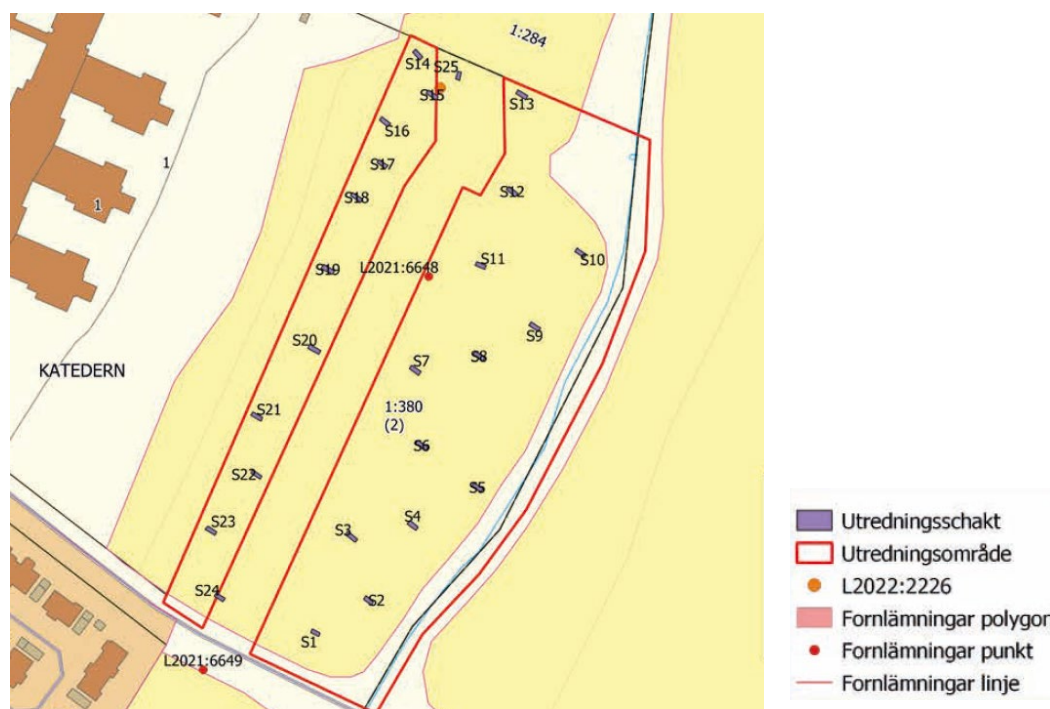 1:284
S14
S25
S15
S13
S16
1
S17
S12
1
S18
S11
S10
S19
L2021:6648
S9
S20
S8
S7
KATEDERN
1:380
(2)
S21
S6
S22
S5
S23
S3
S4
S24
S2
S1
L2021:6649
Utredningsschakt
Utredningsområde
L2022:2226
Fornlämningar polygon
Fornlämningar punkt
Fornlämningar linje